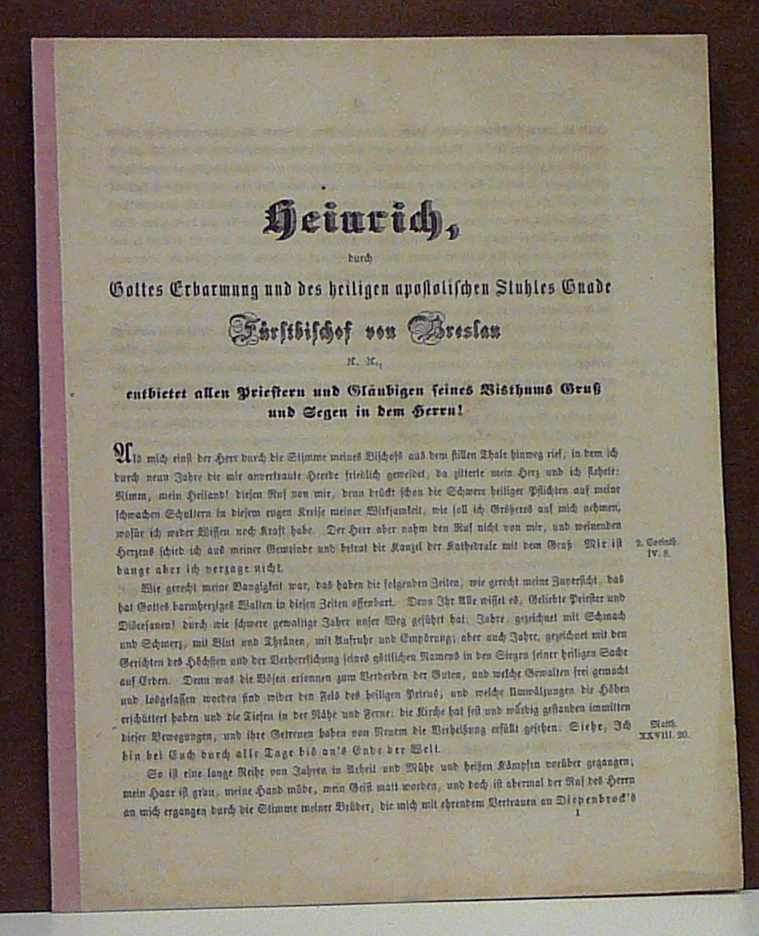 Heinrich,
durch
Gottes Erbarmung und des heiligen apostolischen Stuhles Gnade
Fürstbischof von Breslau
ꝛc. ꝛc.,
entbietet allen Priestern und Gläubigen seines Bisthums Gruß
und Segen in dem Herrn!
Als mich einst der Herr durch die Stimme meines Bischofs aus dem stillen Thale hinweg rief, in dem ich
durch neun Jahre die mir anvertraute Heerde friedlich geweidet, da zitterte mein Herz und ich flehete:
Nimm, mein Heiland! diesen Ruf von mir, denn drückt schon die Schwere heiliger Pflichten auf meine
schwachen Schultern in diesem engen Kreise meiner Wirksamkeit, wie soll ich Größeres auf mich nehmen,
wofür ich weder Wissen noch Kraft habe. Der Herr aber nahm den Ruf nicht von mir, und weinenden
Herzens schied ich aus meiner Gemeinde und betrat die Kanzel der Kathedrale mit dem Gruß: Mir ist
bange aber ich verzage nicht.
2. Corinth.
IV. 8.
Wie gerecht meine Bangigkeit war, das haben die folgenden Zeiten, wie gerecht meine Zuversicht, das
hat Gottes barmherziges Walten in diesen Zeiten offenbart. Denn Ihr Alle wisset es, Geliebte Priester und
Diöcesanen! durch wie schwere gewaltige Jahre unser Weg geführt hat: Jahre, gezeichnet mit Schmach
und Schmerz, mit Blut und Thränen, mit Aufruhr und Empörung; aber auch Jahre, gezeichnet mit den
Gerichten des Höchsten und der Verherrlichung seines göttlichen Namens in den Siegen seiner heiligen Sache
auf Erden. Denn was die Bösen ersonnen zum Verderben der Guten, und welche Gewalten frei gemacht
und losgelassen worden sind wider den Fels des heiligen Petrus, und welche Umwälzungen die Höhen
erschüttert haben und die Tiefen in der Nähe und Ferne: die Kirche hat fest und würdig gestanden inmitten
dieser Bewegungen, und ihre Getreuen haben von Neuem die Verheißung erfüllt gesehen: Siehe, Ich
bin bei Euch durch alle Tage bis an's Ende der Welt.
Matth.
XXVIII. 20.
So ist eine lange Reihe von Jahren in Arbeit und Mühe und heißen Kämpfen vorüber gegangen;
mein Haar ist grau, meine Hand müde, mein Geist matt worden, und doch ist abermal der Ruf des Herrn
an mich ergangen durch die Stimme meiner Brüder, die mich mit ehrendem Vertrauen an Diepenbrock's
1